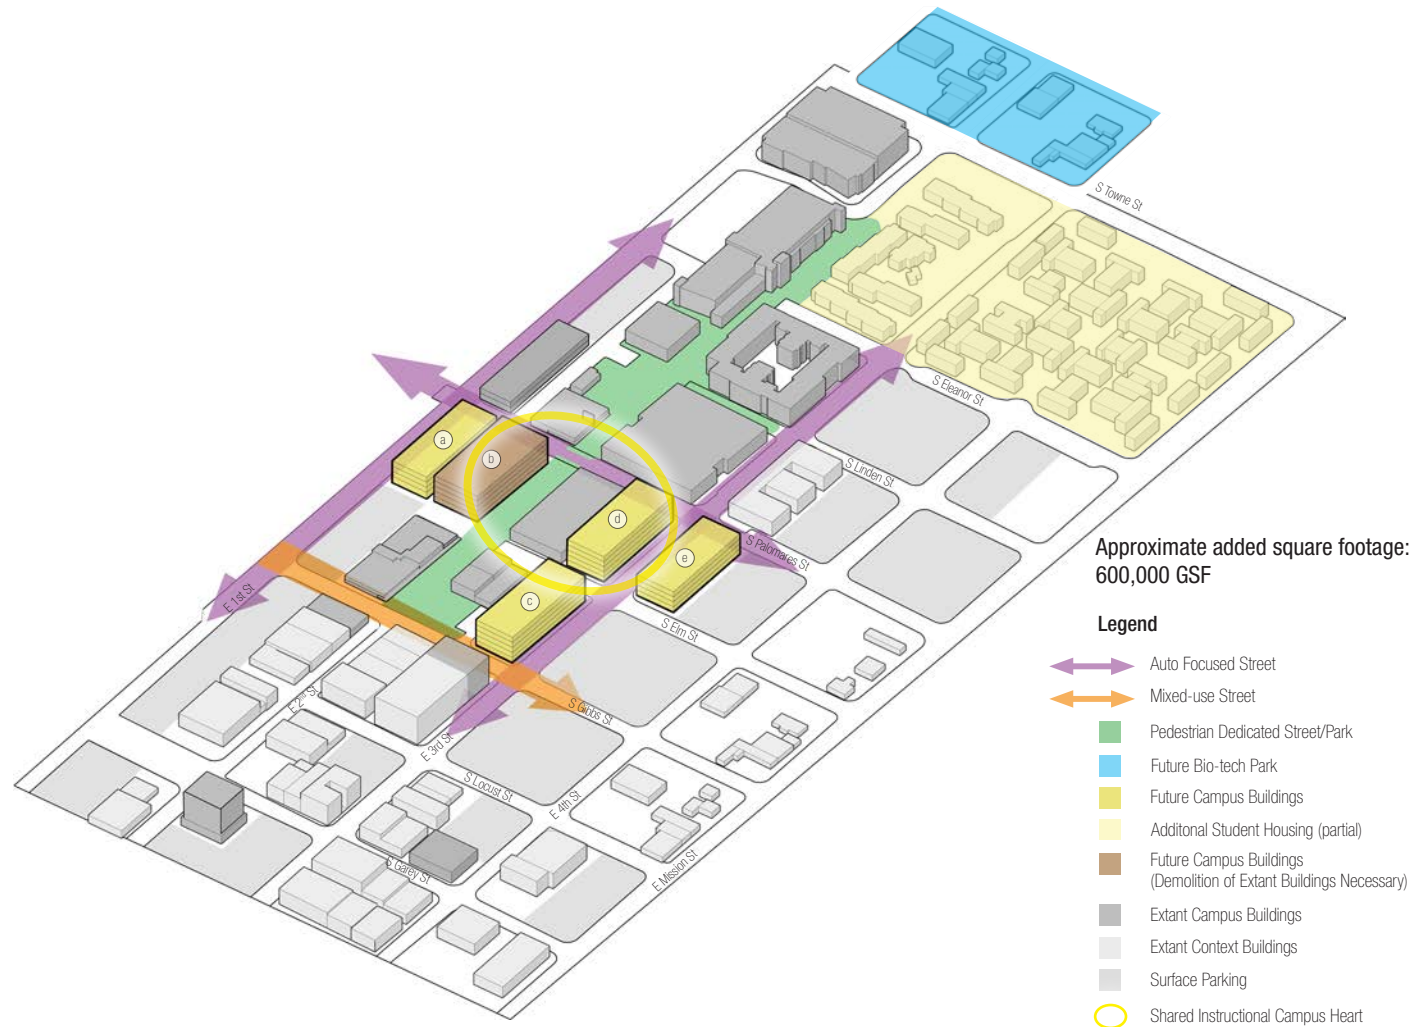 S Towne St
S Eleanor St
S Linden St
S Palomares St
S Elm St
S Gibbs St
S Locust St
S Garey St
E 1st St
E 2nd St
E 3rd St
E 4th St
E Mission St
a
b
c
d
e
Approximate added square footage:
600,000 GSF
Legend
Auto Focused Street
Mixed-use Street
Pedestrian Dedicated Street/Park
Future Bio-tech Park
Future Campus Buildings
Additonal Student Housing (partial)
Future Campus Buildings
(Demolition of Extant Buildings Necessary)
Extant Campus Buildings
Extant Context Buildings
Surface Parking
Shared Instructional Campus Heart